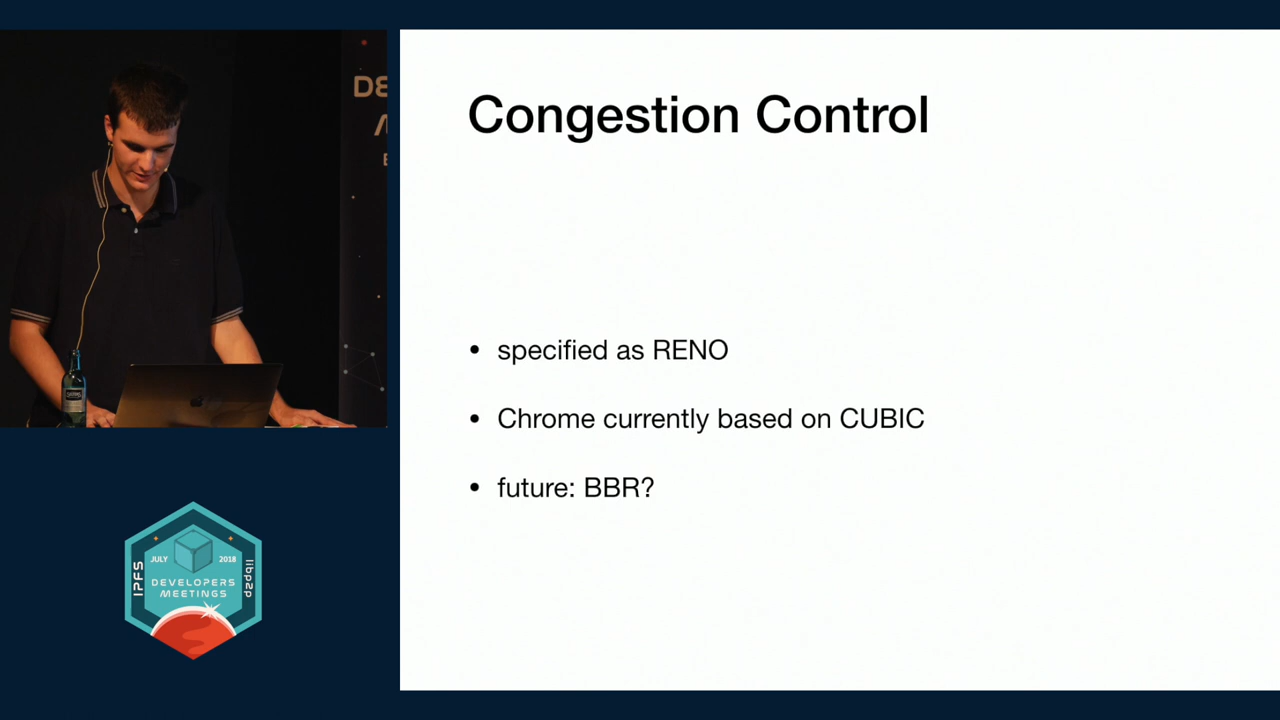 Congestion Control
• specified as RENO
• Chrome currently based on CUBIC
• future: BBR?
JULY 2018
IPFS
libp2p
DEVELOPERS
MEETINGS